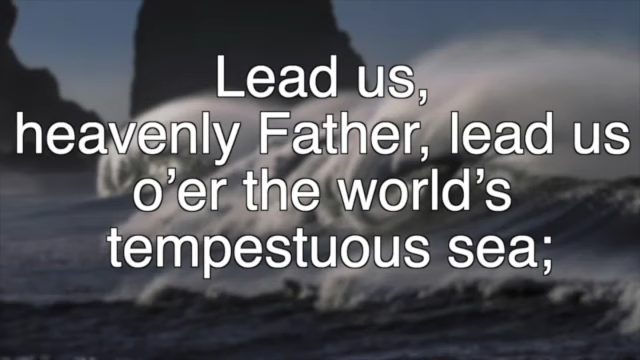 Lead us,
heavenly Father, lead us
o’er the world’s
tempestuous sea;